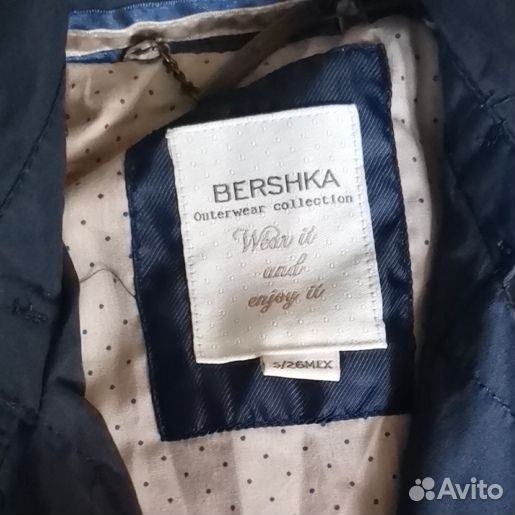 BERSHKA
Outerwear collection
Wear it
and
enjoy it
S/26MEX
Avito